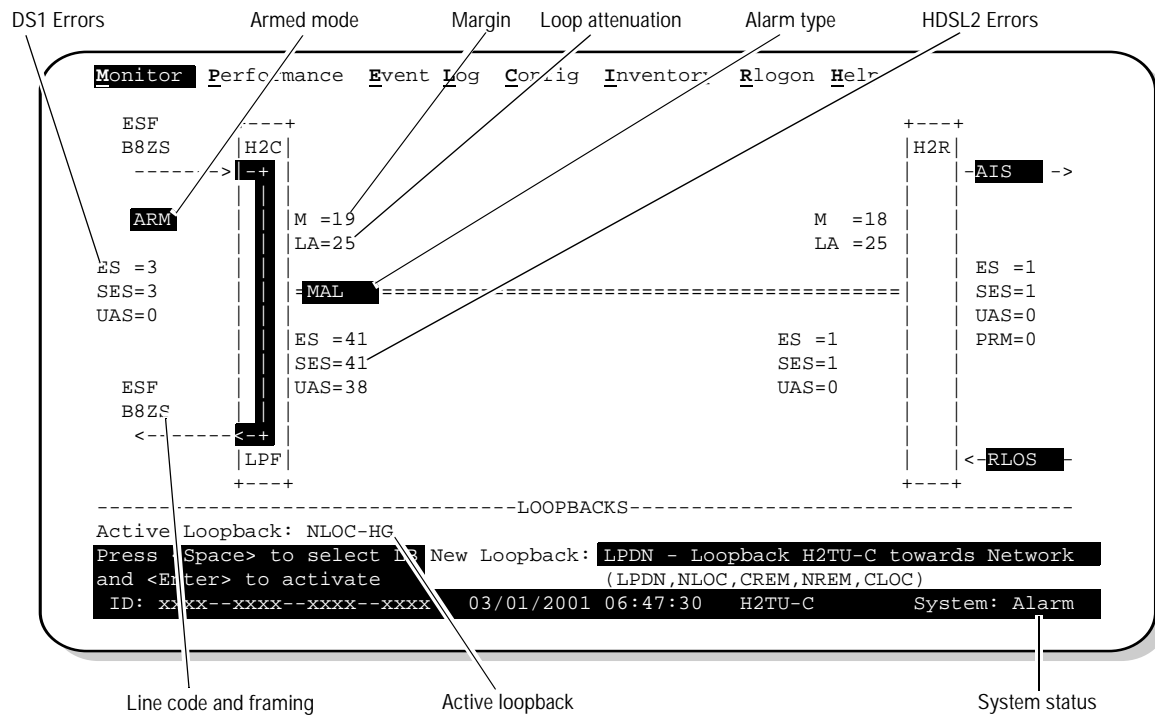 DS1 Errors Armed mode Margin Loop attenuation Alarm type HDSL2 Errors
Monitor Performance Event Log Config Inventory Rlogon Help
ESF +----+ +----+
B8ZS |H2C| |H2R|
-------> -+ -AIS ->
ARM M =19 M =18
LA=25 LA =25
ES =3 ES =1
SES=3 =MAL ================================= SES=1
UAS=0 UAS=0
ES =41 ES =1 PRM=0
SES=41 SES=1
ESF UAS=38 UAS=0
B8ZS
<--------<-+
|LPF| <-RLOS -
+----+ +----+
------------------------------LOOPBACKS--------------------------------
Active Loopback: NLOC-HG
Press <Space> to select LB New Loopback: LPDN - Loopback H2TU-C towards Network
and <Enter> to activate (LPDN,NLOC,CREM,NREM,CLOC)
ID: xxxx--xxxx--xxxx--xxxx 03/01/2001 06:47:30 H2TU-C System: Alarm
Line code and framing Active loopback System status